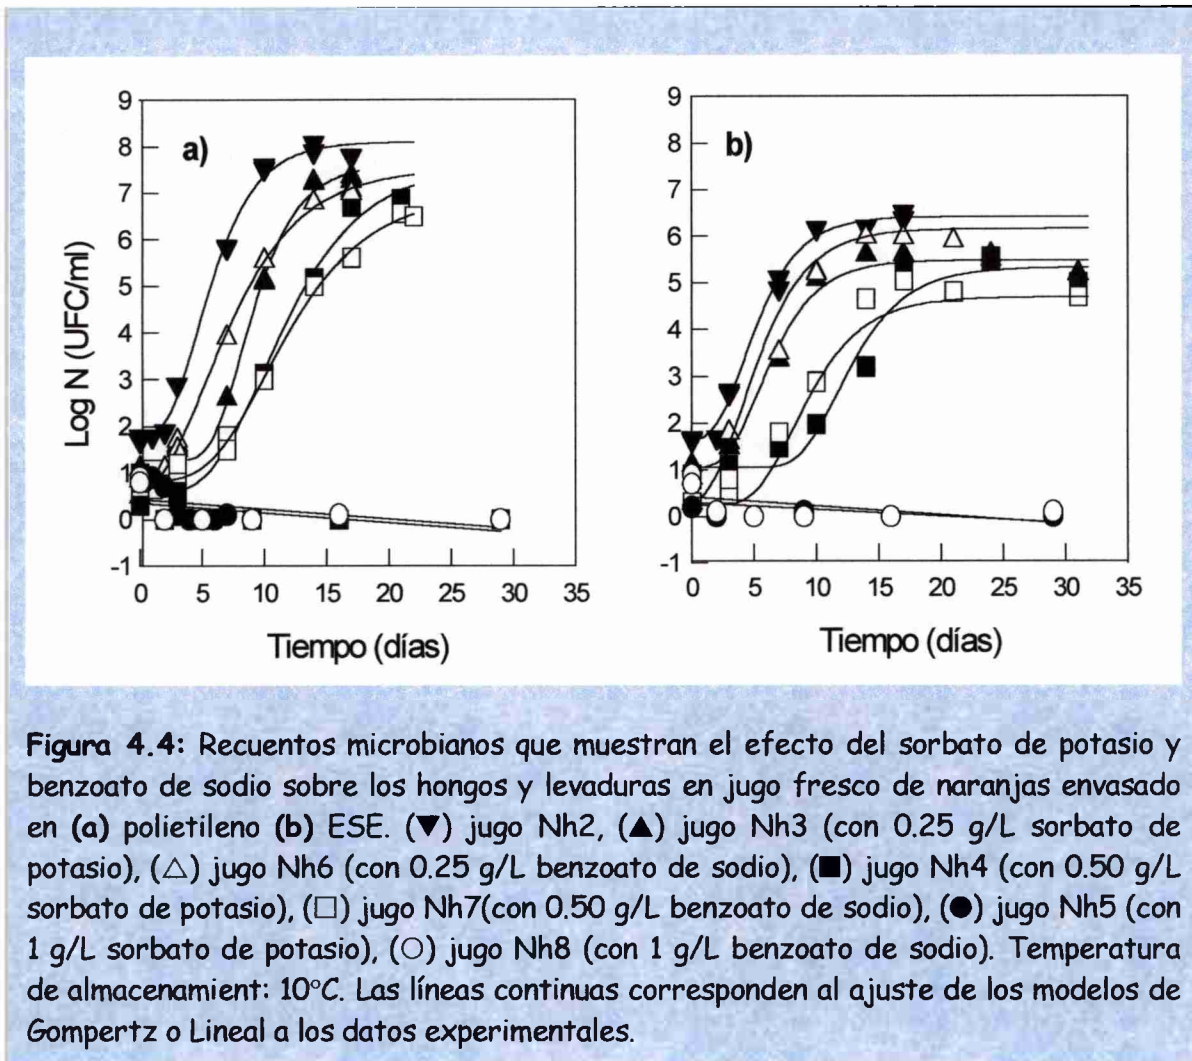 9
8
7
6
5
4
3
2
1
0
-1
a)
Log N (UFC/ml)
0 5 10 15 20 25 30 35
Tiempo (días)
9
8
7
6
5
4
3
2
1
0
-1
b)
0 5 10 15 20 25 30 35
Tiempo (días)
Figura 4.4: Recuentos microbianos que muestran el efecto del sorbato de potasio y
benzoato de sodio sobre los hongos y levaduras en jugo fresco de naranjas envasado
en (a) polietileno (b) ESE. (▼) jugo Nh2, (▲) jugo Nh3 (con 0.25 g/L sorbato de
potasio), (△) jugo Nh6 (con 0.25 g/L benzoato de sodio), (■) jugo Nh4 (con 0.50 g/L
sorbato de potasio), (□) jugo Nh7(con 0.50 g/L benzoato de sodio), (●) jugo Nh5 (con
1 g/L sorbato de potasio), (○) jugo Nh8 (con 1 g/L benzoato de sodio). Temperatura
de almacenamient: 10°C. Las líneas continuas corresponden al ajuste de los modelos de
Gompertz o Lineal a los datos experimentales.